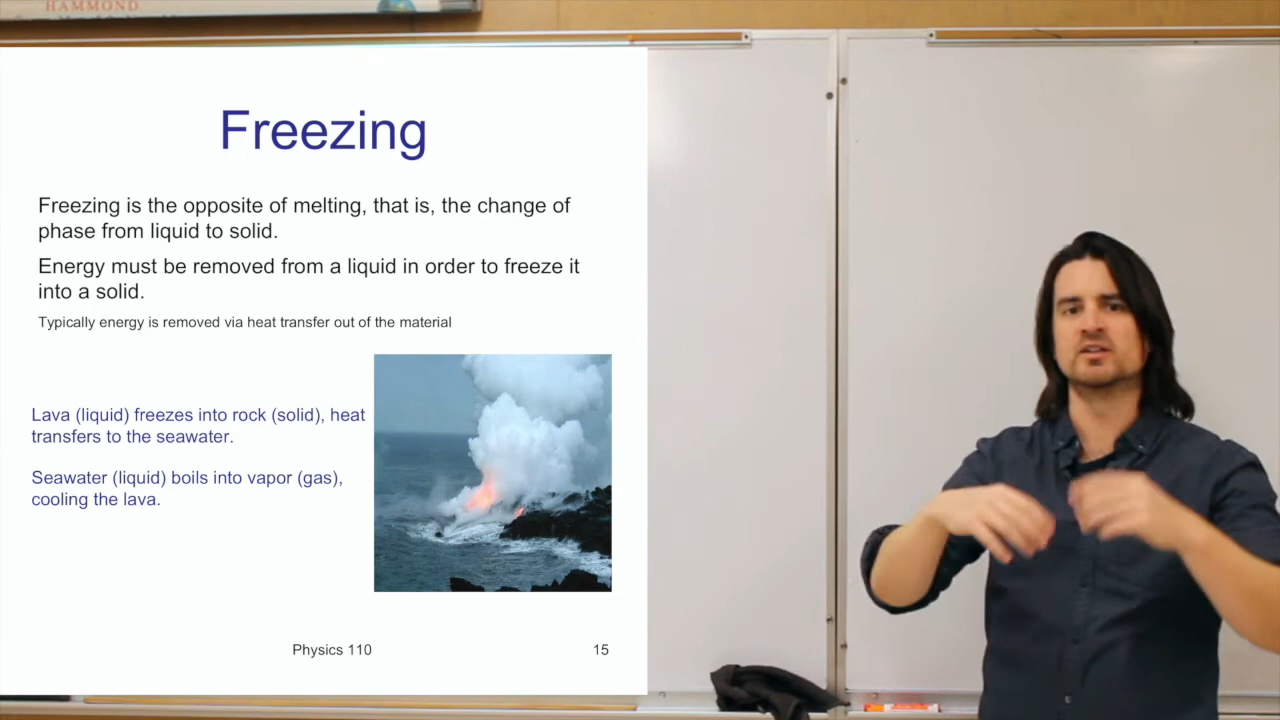 HAMMOND
Freezing
Freezing is the opposite of melting, that is, the change of
phase from liquid to solid.
Energy must be removed from a liquid in order to freeze it
into a solid.
Typically energy is removed via heat transfer out of the material
Lava (liquid) freezes into rock (solid), heat
transfers to the seawater.
Seawater (liquid) boils into vapor (gas),
cooling the lava.
Physics 110
15